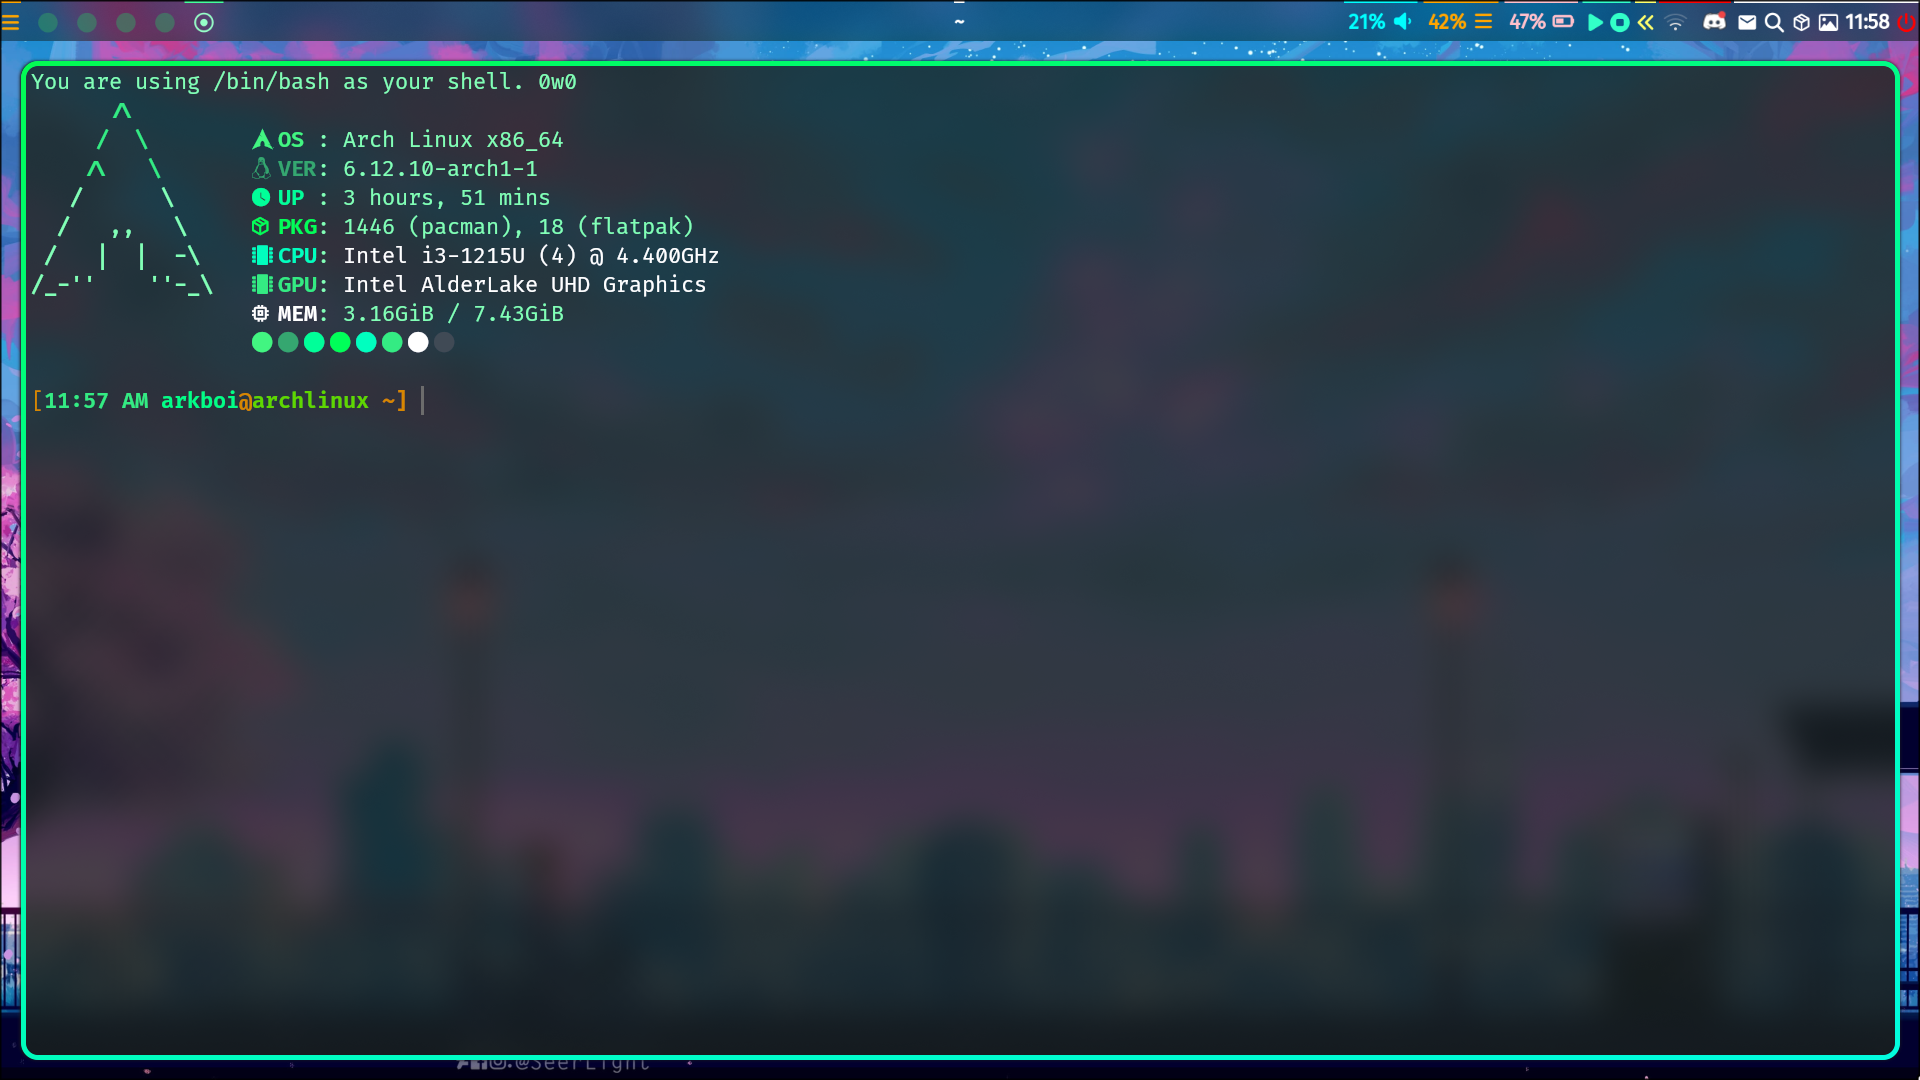 ~ 21% 42% 47% 11:58
You are using /bin/bash as your shell. 0w0
OS : Arch Linux x86_64
VER: 6.12.10-arch1-1
UP : 3 hours, 51 mins
PKG: 1446 (pacman), 18 (flatpak)
CPU: Intel i3-1215U (4) @ 4.400GHz
GPU: Intel AlderLake UHD Graphics
MEM: 3.16GiB / 7.43GiB
[11:57 AM arkboi@archlinux ~]
@SeerLight